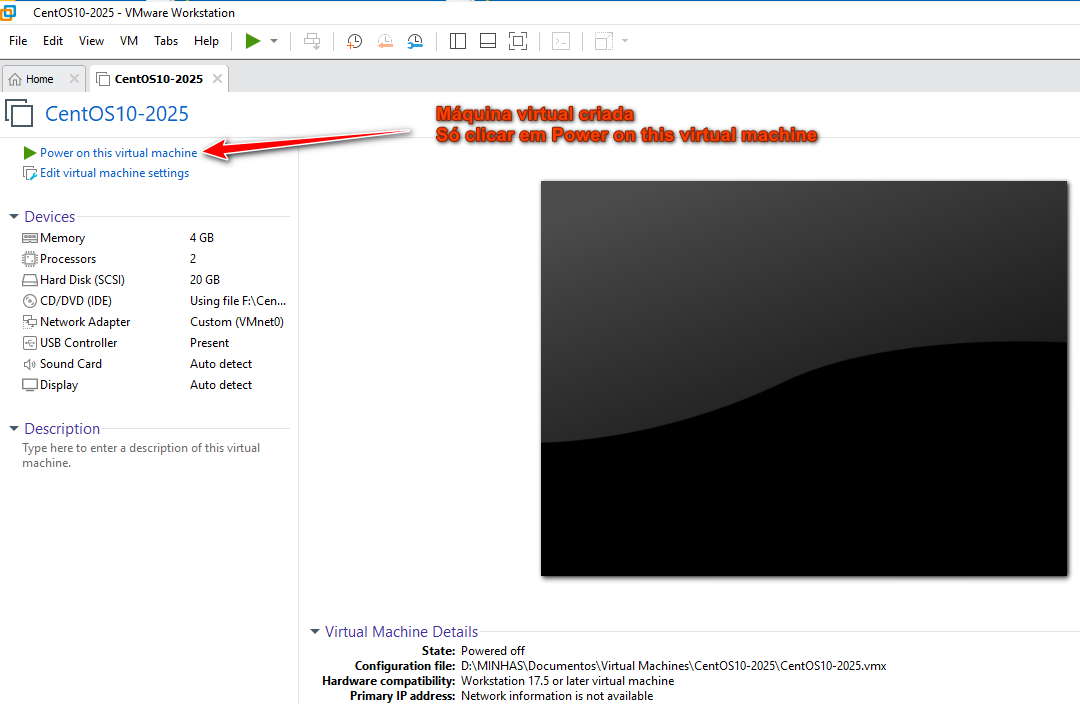 CentOS10-2025 - VMware Workstation
File Edit View VM Tabs Help
Home CentOS10-2025
CentOS10-2025
Máquina virtual criada
Só clicar em Power on this virtual machine
Power on this virtual machine
Edit virtual machine settings
Devices
Memory 4 GB
Processors 2
Hard Disk (SCSI) 20 GB
CD/DVD (IDE) Using file F:\Cen...
Network Adapter Custom (VMnet0)
USB Controller Present
Sound Card Auto detect
Display Auto detect
Description
Type here to enter a description of this virtual
machine.
Virtual Machine Details
State: Powered off
Configuration file: D:\MINHAS\Documentos\Virtual Machines\CentOS10-2025\CentOS10-2025.vmx
Hardware compatibility: Workstation 17.5 or later virtual machine
Primary IP address: Network information is not available